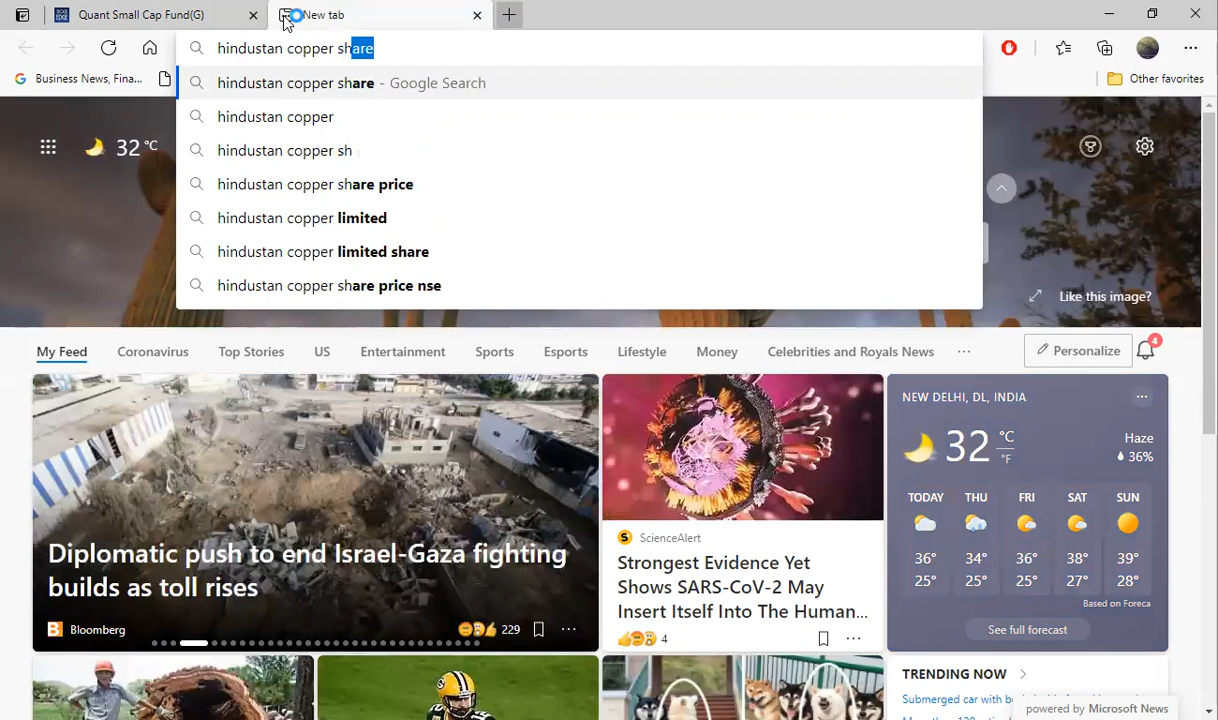 Quant Small Cap Fund(G)
New tab
hindustan copper share
Business News, Fina...
Other favorites
hindustan copper share - Google Search
hindustan copper
hindustan copper sh
hindustan copper share price
hindustan copper limited
hindustan copper limited share
hindustan copper share price nse
32 °C
Like this image?
My Feed
Coronavirus
Top Stories
US
Entertainment
Sports
Esports
Lifestyle
Money
Celebrities and Royals News
Personalize
4
Diplomatic push to end Israel-Gaza fighting
builds as toll rises
Bloomberg
229
ScienceAlert
Strongest Evidence Yet
Shows SARS-CoV-2 May
Insert Itself Into The Human...
4
NEW DELHI, DL, INDIA
32 °C
°F
Haze
36%
TODAY THU FRI SAT SUN
36° 34° 36° 38° 39°
25° 25° 25° 27° 28°
Based on Foreca
See full forecast
TRENDING NOW
Submerged car with b
powered by Microsoft News